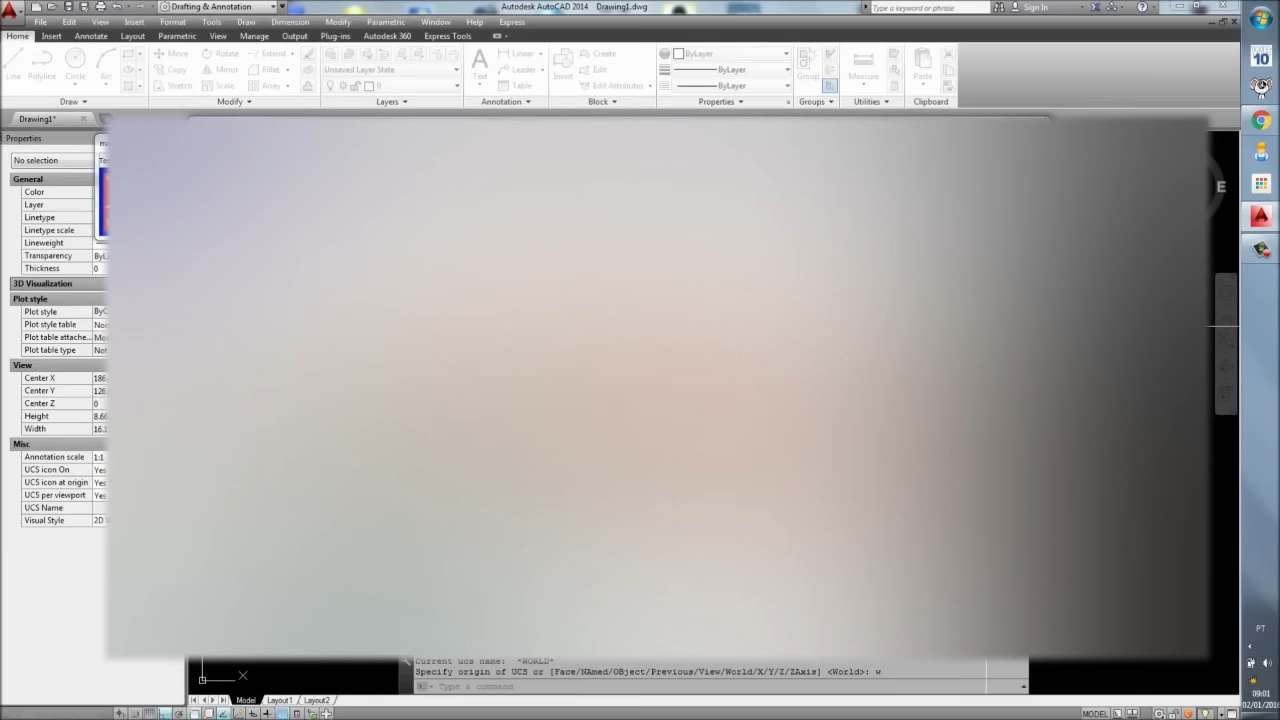 Drafting & Annotation
Autodesk AutoCAD 2014 Drawing1.dwg
Type a keyword or phrase
Sign In
File Edit View Insert Format Tools Draw Dimension Modify Parametric Window Help Express
Home Insert Annotate Layout Parametric View Manage Output Plug-ins Autodesk 360 Express Tools
Move Rotate Extend Linear Create ByLayer
Line Polyline Circle Arc Copy Mirror Fillet Unsaved Layer State Text Leader Insert Edit ByLayer Group Measure Paste
Stretch Scale Array 0 Table Edit Attributes ByLayer
Draw Modify Layers Annotation Block Properties Groups Utilities Clipboard
Drawing1*
Properties
No selection
General
Color
Layer
Linetype
Linetype scale
Lineweight
Transparency
Thickness 0
3D Visualization
Plot style
Plot style
Plot style table
Plot table attache...
Plot table type
View
Center X
Center Y
Center Z 0
Height
Width
Misc
Annotation scale 1:1
UCS icon On Yes
UCS icon at origin Yes
UCS per viewport Yes
UCS Name
Visual Style
E
10
Current ucs name: *WORLD*
Specify origin of UCS or [Face/NAmed/OBject/Previous/View/World/X/Y/Z/ZAxis] <World>: w
Type a command
Model Layout1 Layout2
MODEL
PT
09:01